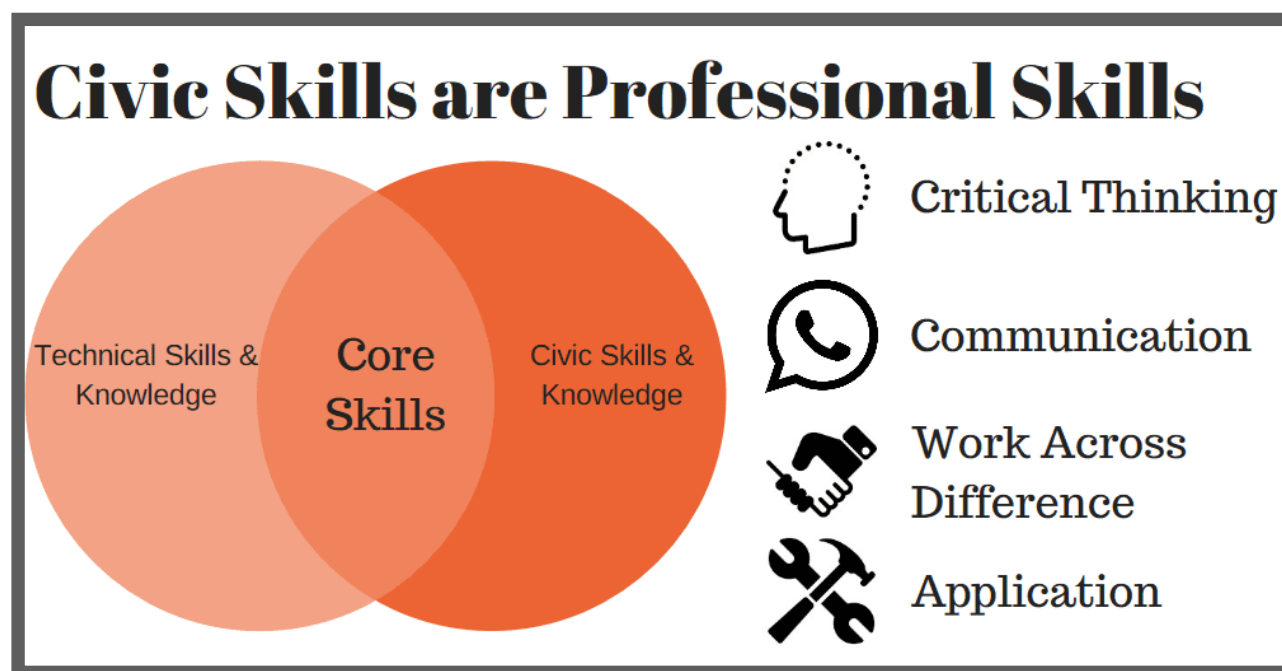 Civic Skills are Professional Skills
Technical Skills &
Knowledge
Core
Skills
Civic Skills &
Knowledge
Critical Thinking
Communication
Work Across
Difference
Application